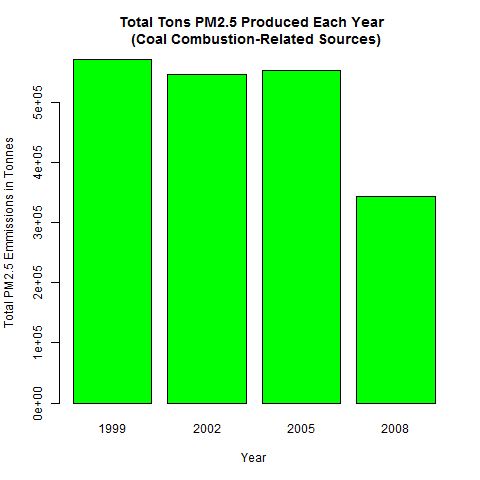 Total Tons PM2.5 Produced Each Year
(Coal Combustion-Related Sources)
Total PM2.5 Emmissions in Tonnes
5e+05
4e+05
3e+05
2e+05
1e+05
0e+00
1999 2002 2005 2008
Year